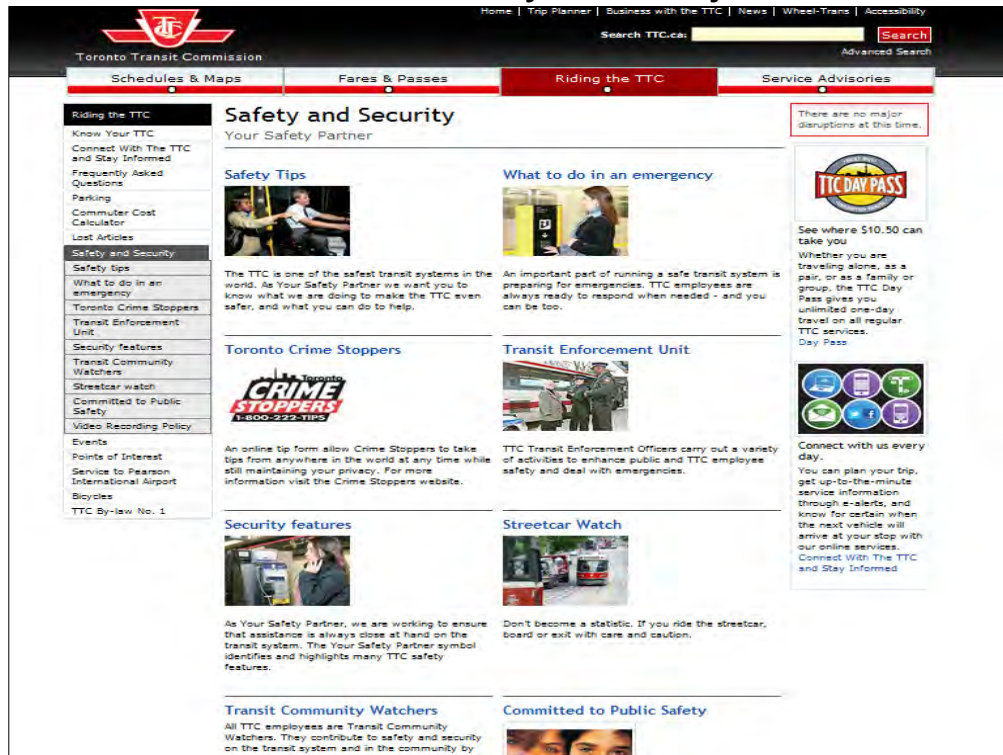 Home | Trip Planner | Business with the TTC | News | Wheel-Trans | Accessibility
Search TTC.ca:
Search
Advanced Search
Toronto Transit Commission
Schedules & Maps
Fares & Passes
Riding the TTC
Service Advisories
Riding the TTC
Know Your TTC
Connect With The TTC
and Stay Informed
Frequently Asked
Questions
Parking
Commuter Cost
Calculator
Lost Articles
Safety and Security
Safety tips
What to do in an
emergency
Toronto Crime Stoppers
Transit Enforcement
Unit
Security features
Transit Community
Watchers
Streetcar watch
Committed to Public
Safety
Video Recording Policy
Events
Points of Interest
Service to Pearson
International Airport
Bicycles
TTC By-law No. 1
Safety and Security
Your Safety Partner
Safety Tips
The TTC is one of the safest transit systems in the
world. As Your Safety Partner we want you to
know what we are doing to make the TTC even
safer, and what you can do to help.
What to do in an emergency
An important part of running a safe transit system is
preparing for emergencies. TTC employees are
always ready to respond when needed - and you
can be too.
Toronto Crime Stoppers
Toronto
CRIME
STOPPERS
1-800-222-TIPS
An online tip form allow Crime Stoppers to take
tips from anywhere in the world at any time while
still maintaining your privacy. For more
information visit the Crime Stoppers website.
Transit Enforcement Unit
TTC Transit Enforcement Officers carry out a variety
of activities to enhance public and TTC employee
safety and deal with emergencies.
Security features
As Your Safety Partner, we are working to ensure
that assistance is always close at hand on the
transit system. The Your Safety Partner symbol
identifies and highlights many TTC safety
features.
Streetcar Watch
Don't become a statistic. If you ride the streetcar,
board or exit with care and caution.
Transit Community Watchers
All TTC employees are Transit Community
Watchers. They contribute to safety and security
on the transit system and in the community by
Committed to Public Safety
There are no major
disruptions at this time.
TTC DAY PASS
See where $10.50 can
take you
Whether you are
traveling alone, as a
pair, or as a family or
group, the TTC Day
Pass gives you
unlimited one-day
travel on all regular
TTC services.
Day Pass
Connect with us every
day.
You can plan your trip,
get up-to-the-minute
service information
through e-alerts, and
know for certain when
the next vehicle will
arrive at your stop with
our online services.
Connect With The TTC
and Stay Informed